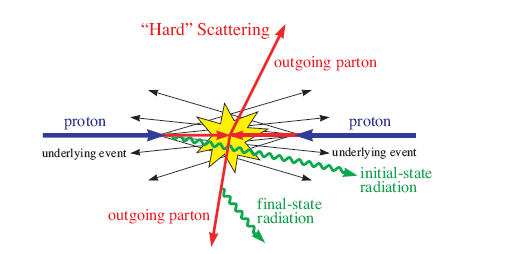 “Hard” Scattering
outgoing parton
proton
proton
underlying event
underlying event
initial-state
radiation
final-state
radiation
outgoing parton